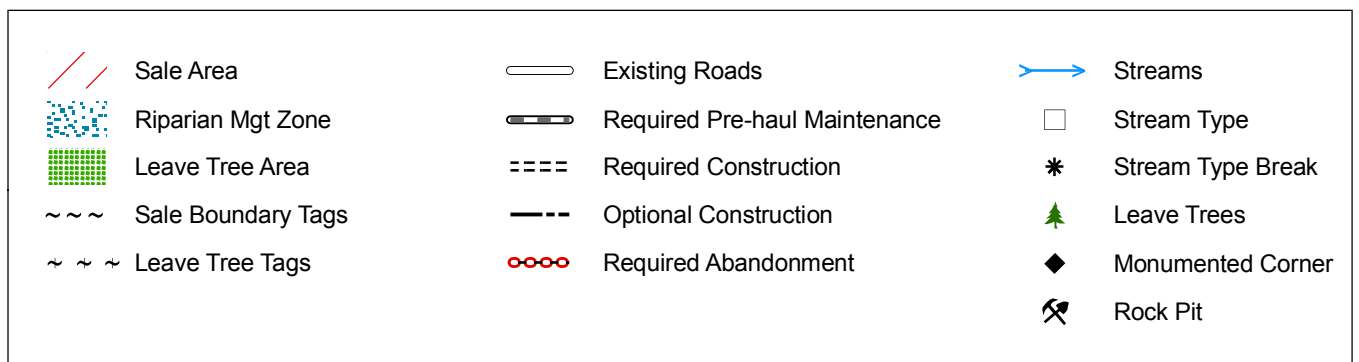 Sale Area
Riparian Mgt Zone
Leave Tree Area
Sale Boundary Tags
Leave Tree Tags
Existing Roads
Required Pre-haul Maintenance
Required Construction
Optional Construction
Required Abandonment
Streams
Stream Type
Stream Type Break
Leave Trees
Monumented Corner
Rock Pit